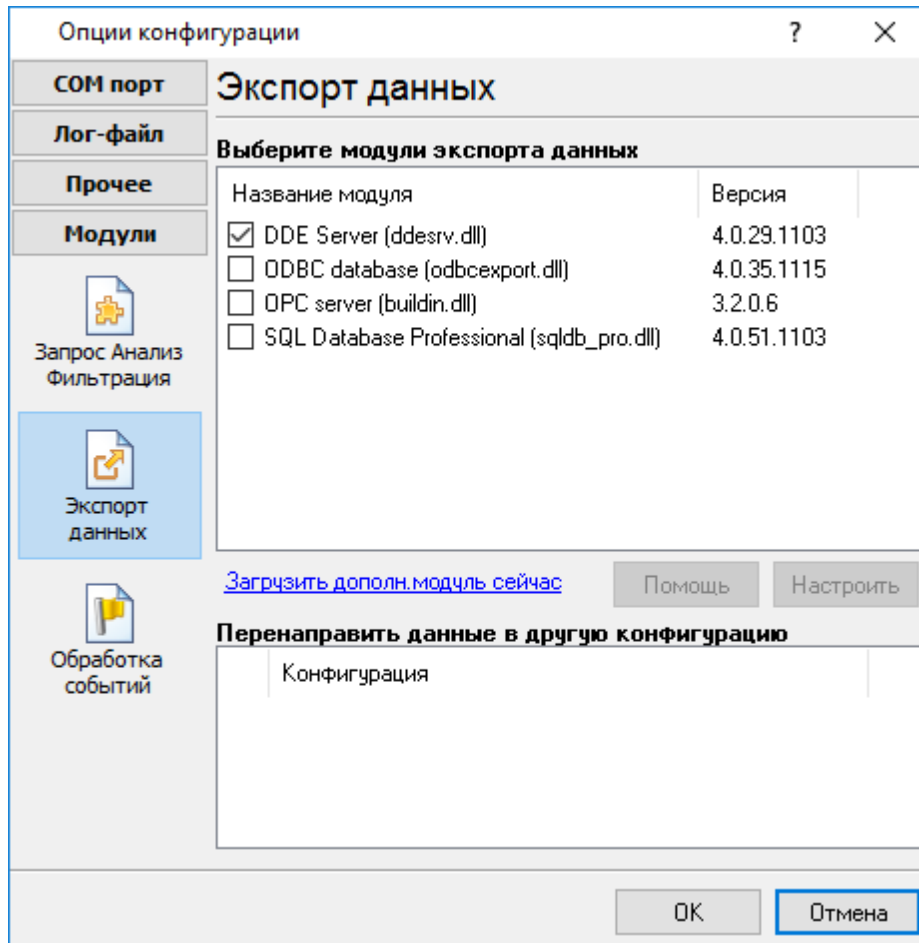 Опции конфигурации
?
COM порт
Лог-файл
Прочее
Модули
Запрос Анализ
Фильтрация
Экспорт
данных
Обработка
событий
Экспорт данных
Выберите модули экспорта данных
Название модуля Версия
DDE Server (ddesrv.dll) 4.0.29.1103
ODBC database (odbcexport.dll) 4.0.35.1115
OPC server (buildin.dll) 3.2.0.6
SQL Database Professional (sqldb_pro.dll) 4.0.51.1103
Загрузить дополн.модуль сейчас
Помощь
Настроить
Перенаправить данные в другую конфигурацию
Конфигурация
OK
Отмена